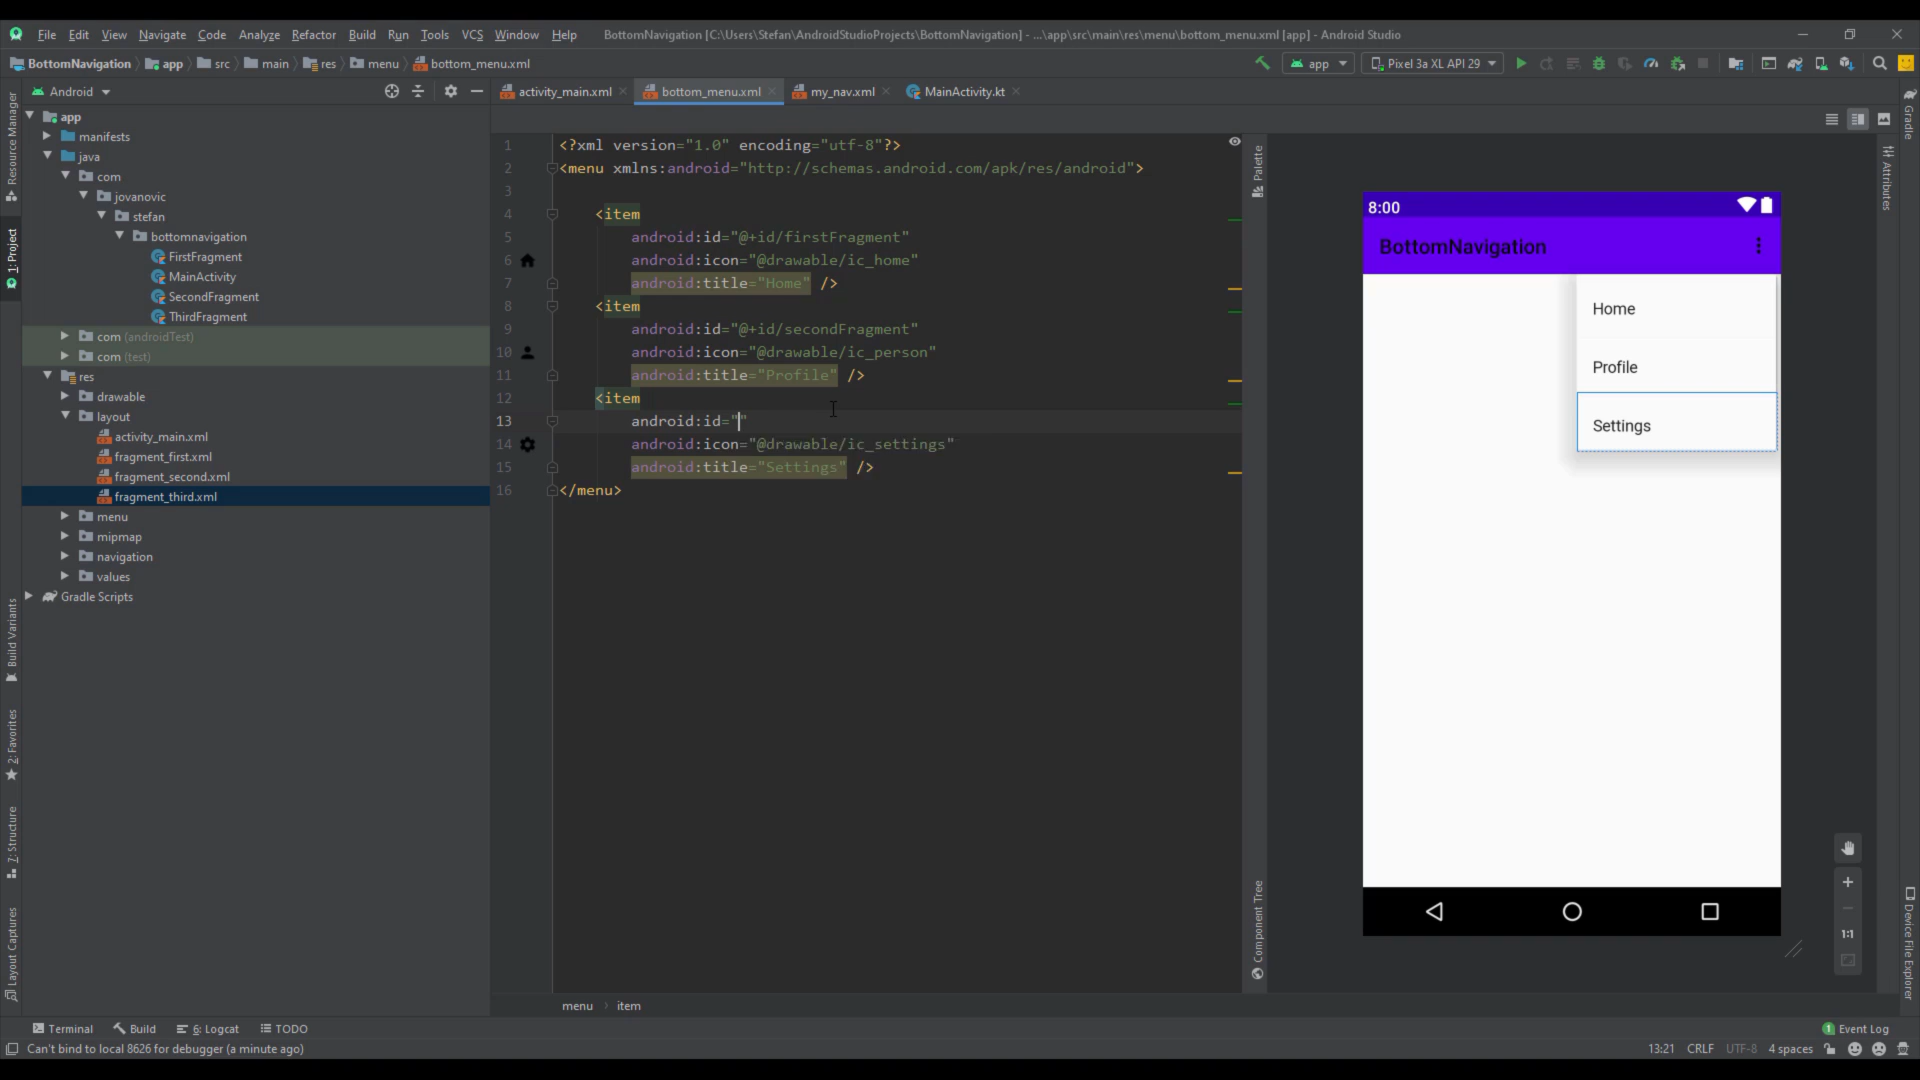 File Edit View Navigate Code Analyze Refactor Build Run Tools VCS Window Help BottomNavigation [C:\Users\Stefan\AndroidStudioProjects\BottomNavigation] - ...\app\src\main\res\menu\bottom_menu.xml [app] - Android Studio
BottomNavigation app src main res menu bottom_menu.xml app Pixel 3a XL API 29
Android
activity_main.xml bottom_menu.xml my_nav.xml MainActivity.kt
Resource Manager
1: Project
Build Variants
2: Favorites
7: Structure
Layout Captures
app
manifests
java
com
jovanovic
stefan
bottomnavigation
FirstFragment
MainActivity
SecondFragment
ThirdFragment
com (androidTest)
com (test)
res
drawable
layout
activity_main.xml
fragment_first.xml
fragment_second.xml
fragment_third.xml
menu
mipmap
navigation
values
Gradle Scripts
1 <?xml version="1.0" encoding="utf-8"?>
2 <menu xmlns:android="http://schemas.android.com/apk/res/android">
3
4 <item
5 android:id="@+id/firstFragment"
6 android:icon="@drawable/ic_home"
7 android:title="Home" />
8 <item
9 android:id="@+id/secondFragment"
10 android:icon="@drawable/ic_person"
11 android:title="Profile" />
12 <item
13 android:id=""
14 android:icon="@drawable/ic_settings"
15 android:title="Settings" />
16 </menu>
menu item
Palette
Component Tree
8:00
BottomNavigation
Home
Profile
Settings
1:1
Gradle
Attributes
Device File Explorer
Terminal Build 6: Logcat TODO 1 Event Log
Can't bind to local 8626 for debugger (a minute ago) 13:21 CRLF UTF-8 4 spaces